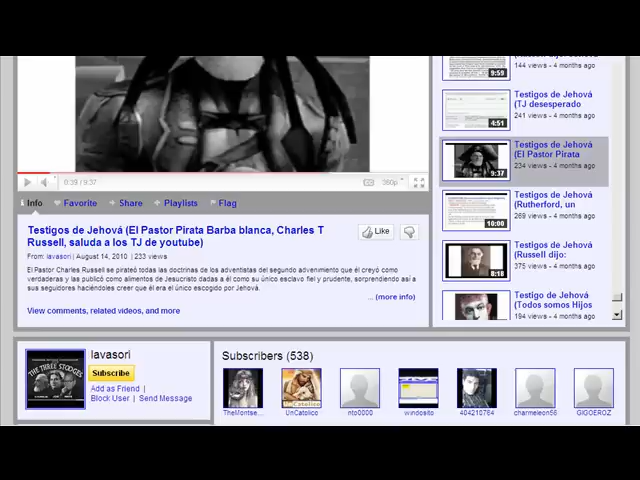 144 views - 4 months ago
9:59
Testigos de Jehová
(TJ desesperado
241 views - 4 months ago
4:51
Testigos de Jehová
(El Pastor Pirata
234 views - 4 months ago
9:37
Testigos de Jehová
(Rutherford, un
269 views - 4 months ago
10:00
Testigos de Jehová
(Russell dijo:
375 views - 4 months ago
8:18
Testigo de Jehová
(Todos somos Hijos
194 views - 4 months ago
0:39 / 9:37
360p
Info Favorite Share Playlists Flag
Testigos de Jehová (El Pastor Pirata Barba blanca, Charles T
Russell, saluda a los TJ de youtube)
Like
From: lavasori | August 14, 2010 | 233 views
El Pastor Charles Russell se pirateó todas las doctrinas de los adventistas del segundo advenimiento que él creyó como
verdaderas y las publicó como alimentos de Jesucristo dadas a él como su único esclavo fiel y prudente, sorprendiendo así a
sus seguidores haciéndoles creer que él era el único escogido por Jehová.
... (more info)
View comments, related videos, and more
lavasori
Subscribe
Add as Friend |
Block User | Send Message
THE THREE STOOGES
Subscribers (538)
TheMontse... UnCatolico nto0000 windosito 404210764 charmeleon56 GIGOEROZ